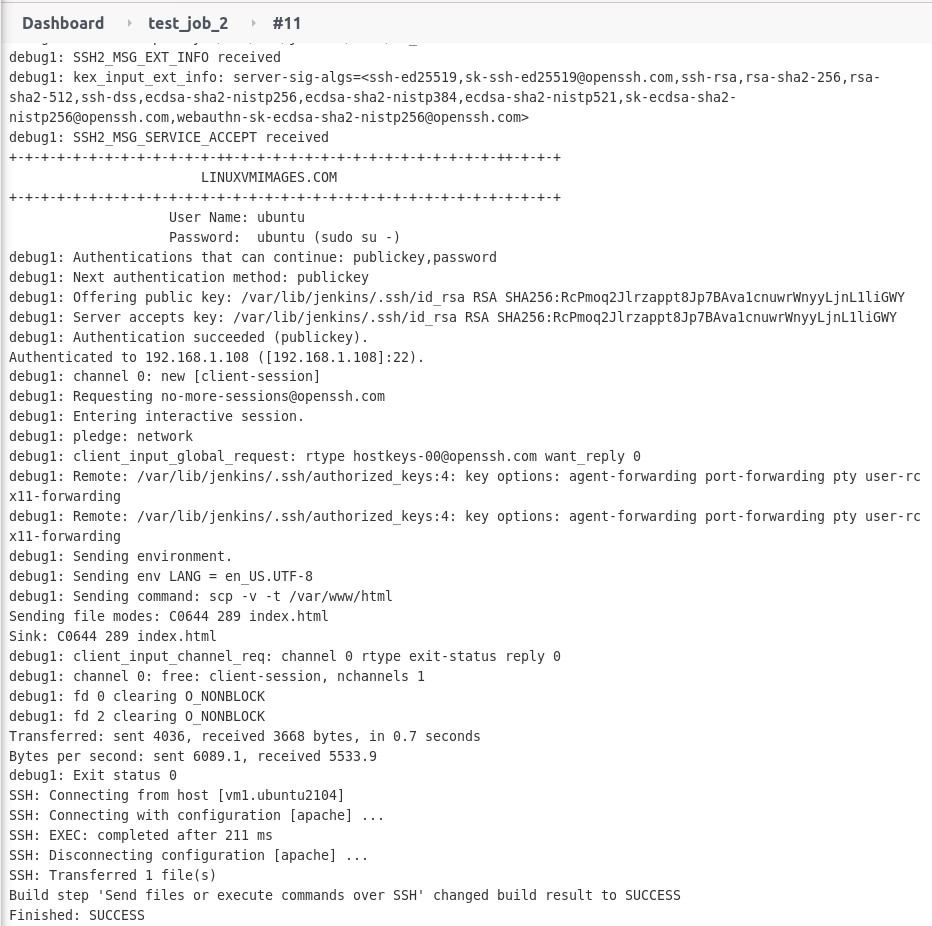 Dashboard › test_job_2 › #11
debug1: SSH2_MSG_EXT_INFO received
debug1: kex_input_ext_info: server-sig-algs=<ssh-ed25519,sk-ssh-ed25519@openssh.com,ssh-rsa,rsa-sha2-256,rsa-
sha2-512,ssh-dss,ecdsa-sha2-nistp256,ecdsa-sha2-nistp384,ecdsa-sha2-nistp521,sk-ecdsa-sha2-
nistp256@openssh.com,webauthn-sk-ecdsa-sha2-nistp256@openssh.com>
debug1: SSH2_MSG_SERVICE_ACCEPT received
+-+-+-+-+-+-+-+-+-+-+-+-+-++-+-+-+-+-+-+-+-+-+-+-+-+-+-+-+-+-++-+-+-+
LINUXVMIMAGES.COM
+-+-+-+-+-+-+-+-+-+-+-+-+-+-+-+-+-+-+-+-+-+-+-+-+-+-+-+-+-+-+-+-+-+-+
User Name: ubuntu
Password:  ubuntu (sudo su -)
debug1: Authentications that can continue: publickey,password
debug1: Next authentication method: publickey
debug1: Offering public key: /var/lib/jenkins/.ssh/id_rsa RSA SHA256:RcPmoq2Jlrzappt8Jp7BAva1cnuwrWnyyLjnL1liGWY
debug1: Server accepts key: /var/lib/jenkins/.ssh/id_rsa RSA SHA256:RcPmoq2Jlrzappt8Jp7BAva1cnuwrWnyyLjnL1liGWY
debug1: Authentication succeeded (publickey).
Authenticated to 192.168.1.108 ([192.168.1.108]:22).
debug1: channel 0: new [client-session]
debug1: Requesting no-more-sessions@openssh.com
debug1: Entering interactive session.
debug1: pledge: network
debug1: client_input_global_request: rtype hostkeys-00@openssh.com want_reply 0
debug1: Remote: /var/lib/jenkins/.ssh/authorized_keys:4: key options: agent-forwarding port-forwarding pty user-rc
x11-forwarding
debug1: Remote: /var/lib/jenkins/.ssh/authorized_keys:4: key options: agent-forwarding port-forwarding pty user-rc
x11-forwarding
debug1: Sending environment.
debug1: Sending env LANG = en_US.UTF-8
debug1: Sending command: scp -v -t /var/www/html
Sending file modes: C0644 289 index.html
Sink: C0644 289 index.html
debug1: client_input_channel_req: channel 0 rtype exit-status reply 0
debug1: channel 0: free: client-session, nchannels 1
debug1: fd 0 clearing O_NONBLOCK
debug1: fd 2 clearing O_NONBLOCK
Transferred: sent 4036, received 3668 bytes, in 0.7 seconds
Bytes per second: sent 6089.1, received 5533.9
debug1: Exit status 0
SSH: Connecting from host [vm1.ubuntu2104]
SSH: Connecting with configuration [apache] ...
SSH: EXEC: completed after 211 ms
SSH: Disconnecting configuration [apache] ...
SSH: Transferred 1 file(s)
Build step 'Send files or execute commands over SSH' changed build result to SUCCESS
Finished: SUCCESS